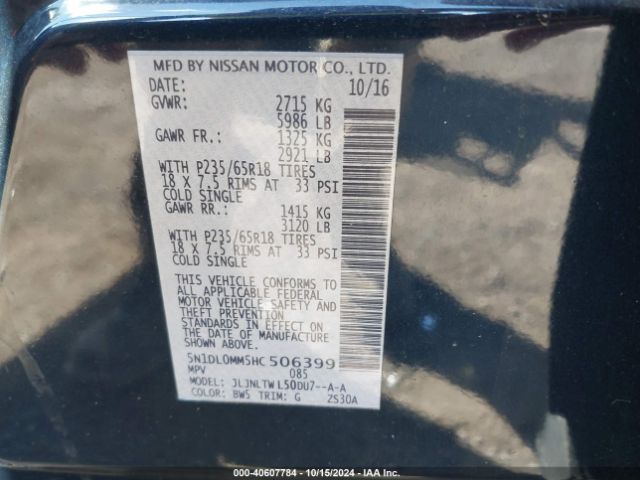 MFD BY NISSAN MOTOR CO., LTD.
DATE: 10/16
GVWR: 2715 KG
5986 LB
GAWR FR.: 1325 KG
2921 LB
WITH P235/65R18 TIRES
18 X 7.5 RIMS AT 33 PSI
COLD SINGLE
GAWR RR.: 1415 KG
3120 LB
WITH P235/65R18 TIRES
18 X 7.5 RIMS AT 33 PSI
COLD SINGLE
THIS VEHICLE CONFORMS TO
ALL APPLICABLE FEDERAL
MOTOR VEHICLE SAFETY AND
THEFT PREVENTION
STANDARDS IN EFFECT ON
THE DATE OF MANUFACTURE
SHOWN ABOVE.
5N1DL0MM5HC506399
MPV 085
MODEL: JLJNLTW L50DU7--A-A
COLOR: BW5 TRIM: G ZS30A
000-40607784 - 10/15/2024 - IAA Inc.